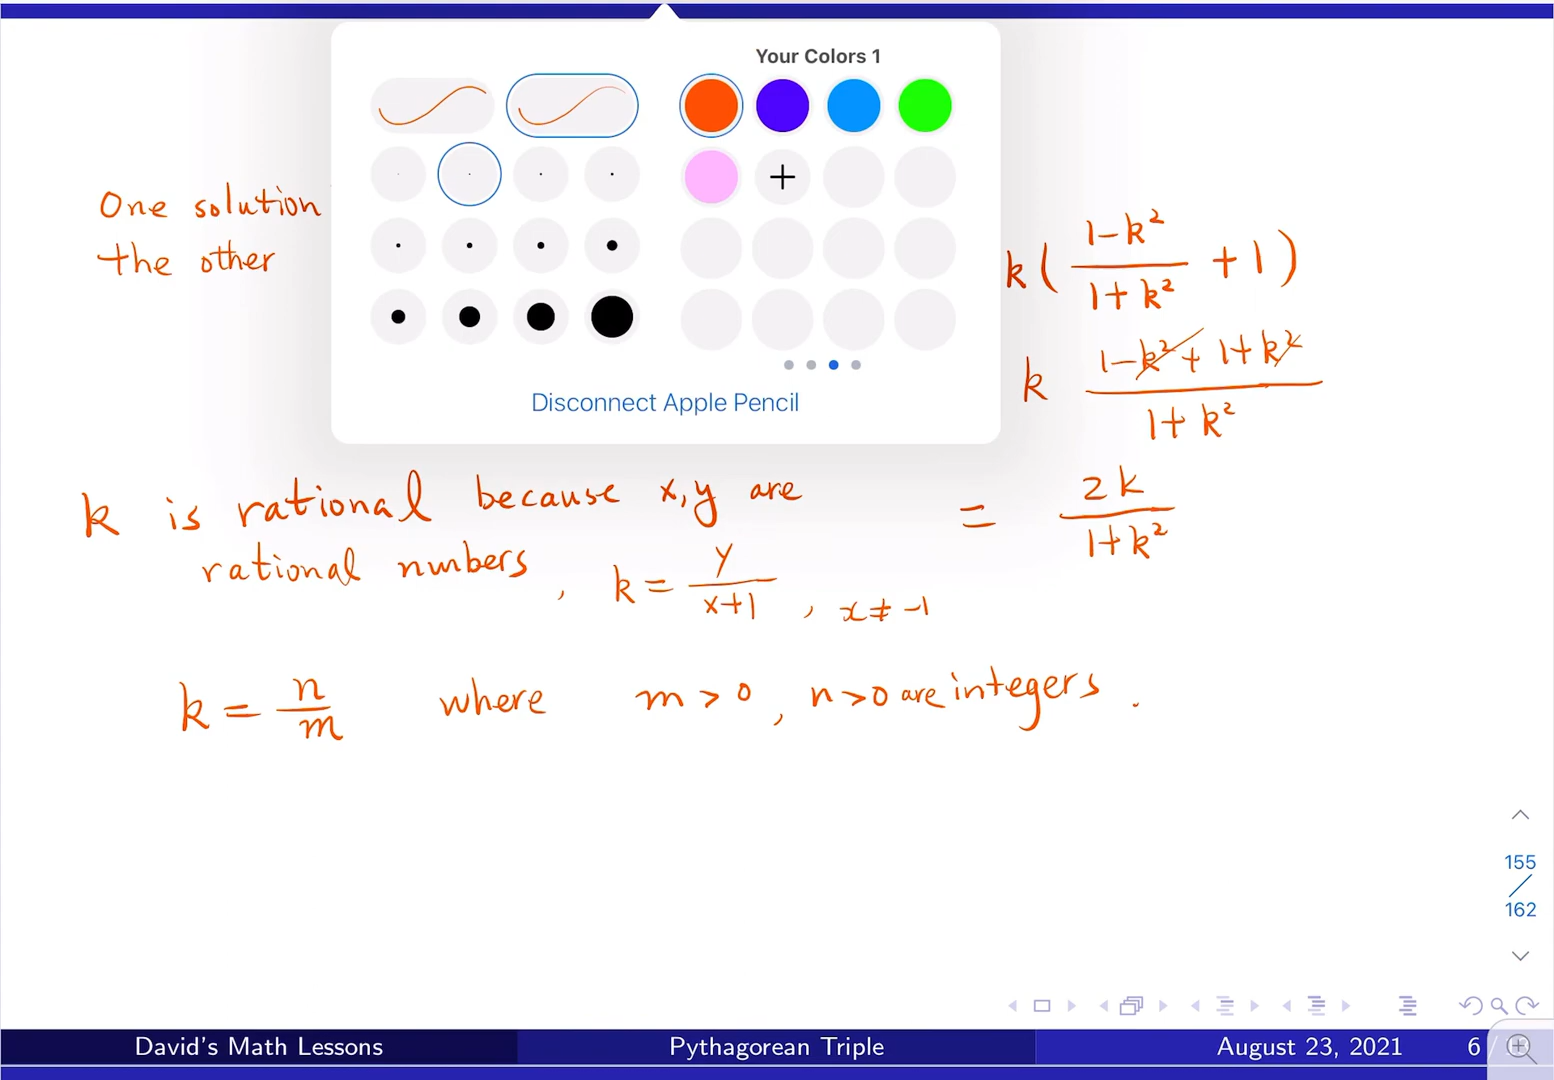 Your Colors 1
Disconnect Apple Pencil
One solution
the other
k ( (1-k²)/(1+k²) + 1 )
k (1-k²+1+k²)/(1+k²)
= 2k/(1+k²)
k is rational because x,y are
rational numbers, k = y/(x+1), x ≠ -1
k = n/m where m > 0, n > 0 are integers.
155
/
162
David's Math Lessons Pythagorean Triple August 23, 2021 6 /